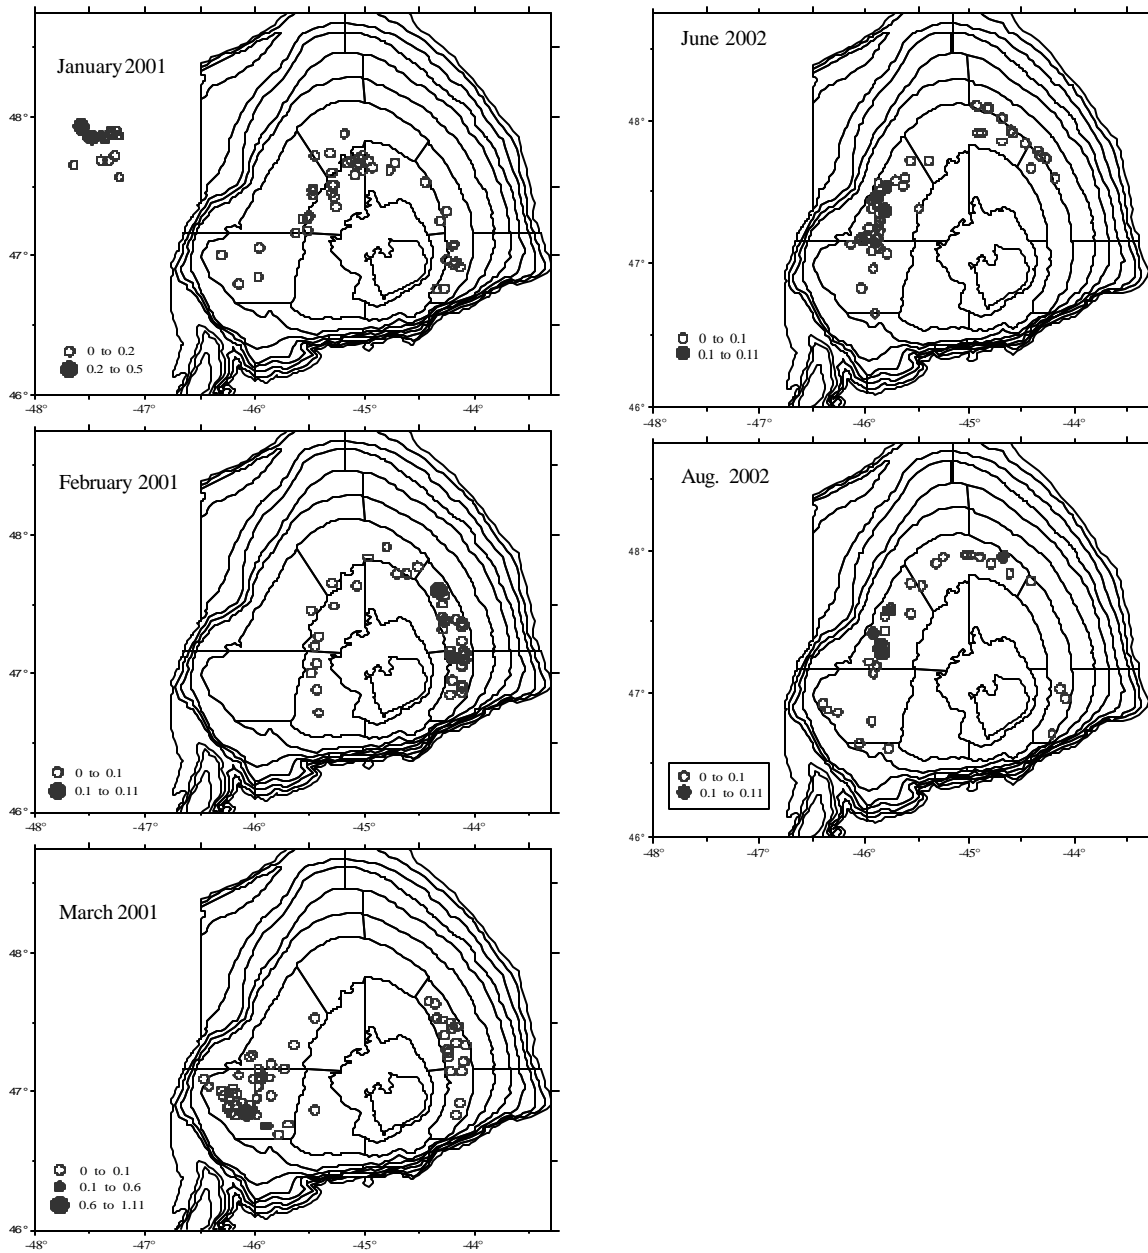 January 2001
48°
47°
46°
0 to 0.2
0.2 to 0.5
-48°
-47°
-46°
-45°
-44°
February 2001
48°
47°
46°
0 to 0.1
0.1 to 0.11
-48°
-47°
-46°
-45°
-44°
March 2001
48°
47°
46°
0 to 0.1
0.1 to 0.6
0.6 to 1.11
-48°
-47°
-46°
-45°
-44°
June 2002
48°
47°
46°
0 to 0.1
0.1 to 0.11
-48°
-47°
-46°
-45°
-44°
Aug. 2002
48°
47°
46°
0 to 0.1
0.1 to 0.11
-48°
-47°
-46°
-45°
-44°